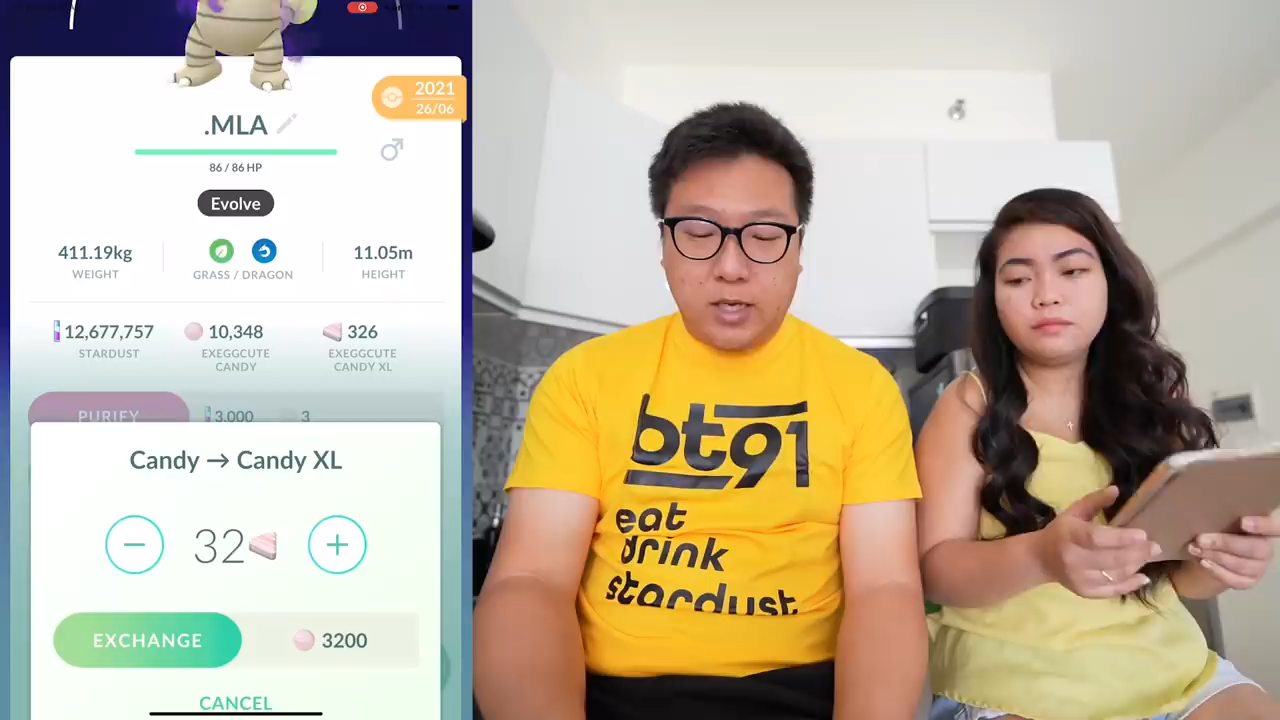 2021
26/06
.MLA
86 / 86 HP
Evolve
411.19kg
WEIGHT
GRASS / DRAGON
11.05m
HEIGHT
12,677,757
STARDUST
10,348
EXEGGCUTE
CANDY
326
EXEGGCUTE
CANDY XL
PURIFY
3,000
3
Candy → Candy XL
32
EXCHANGE
3200
CANCEL
bt91
eat
drink
stardust